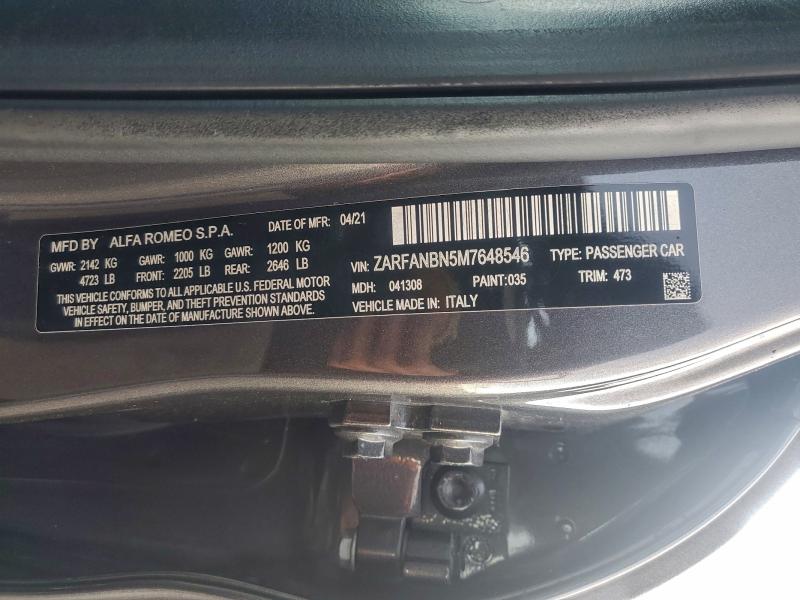 MFD BY ALFA ROMEO S.P.A. DATE OF MFR: 04/21
GVWR: 2142 KG GAWR: 1000 KG GAWR: 1200 KG
4723 LB FRONT: 2205 LB REAR: 2646 LB
THIS VEHICLE CONFORMS TO ALL APPLICABLE U.S. FEDERAL MOTOR
VEHICLE SAFETY, BUMPER, AND THEFT PREVENTION STANDARDS
IN EFFECT ON THE DATE OF MANUFACTURE SHOWN ABOVE.
VIN: ZARFANBN5M7648546 TYPE: PASSENGER CAR
MDH: 041308 PAINT:035 TRIM: 473
VEHICLE MADE IN: ITALY